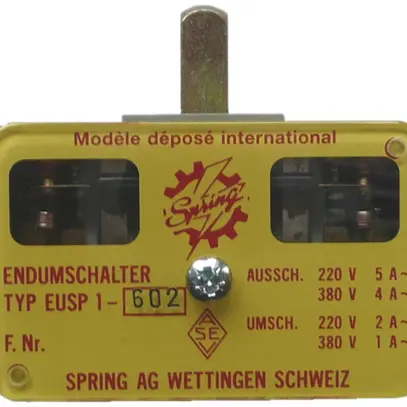 Modèle déposé international
Spring
ENDUMSCHALTER
TYP EUSP 1-602
F. Nr.
AUSSCH. 220 V 5 A~
380 V 4 A~
UMSCH. 220 V 2 A~
380 V 1 A~
ASEV
SPRING AG WETTINGEN SCHWEIZ